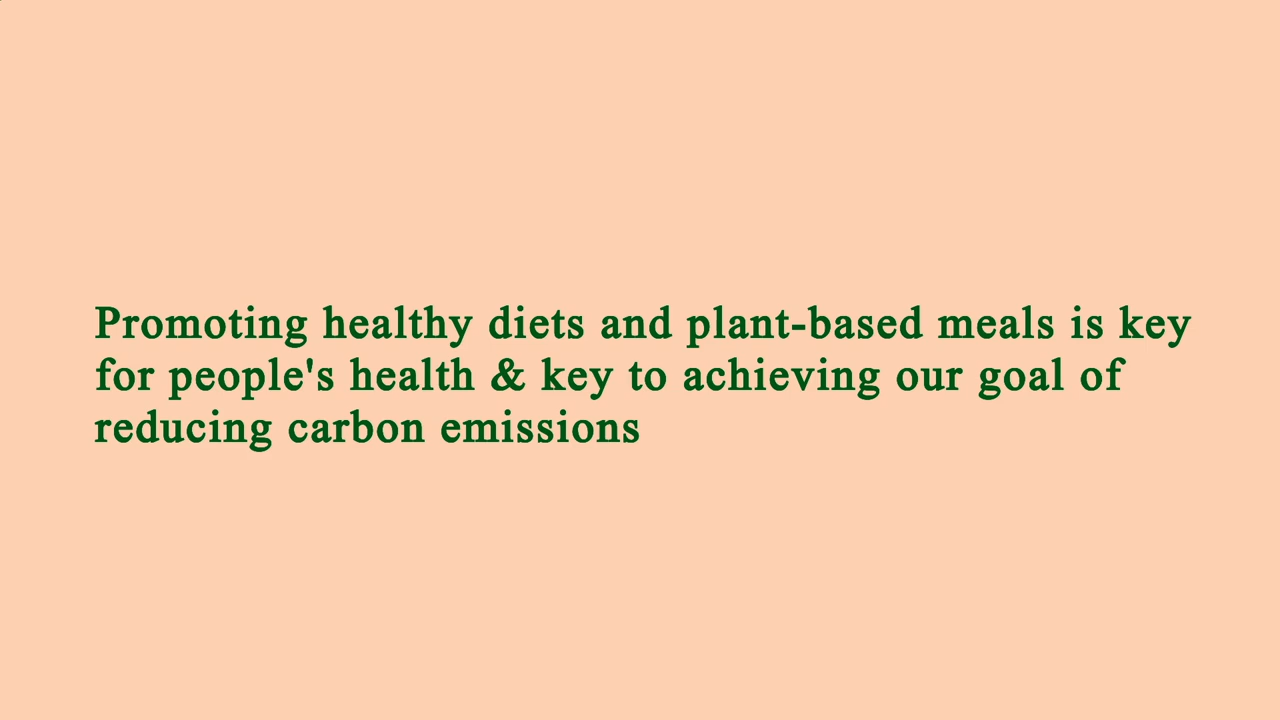 Promoting healthy diets and plant-based meals is key
for people's health & key to achieving our goal of
reducing carbon emissions